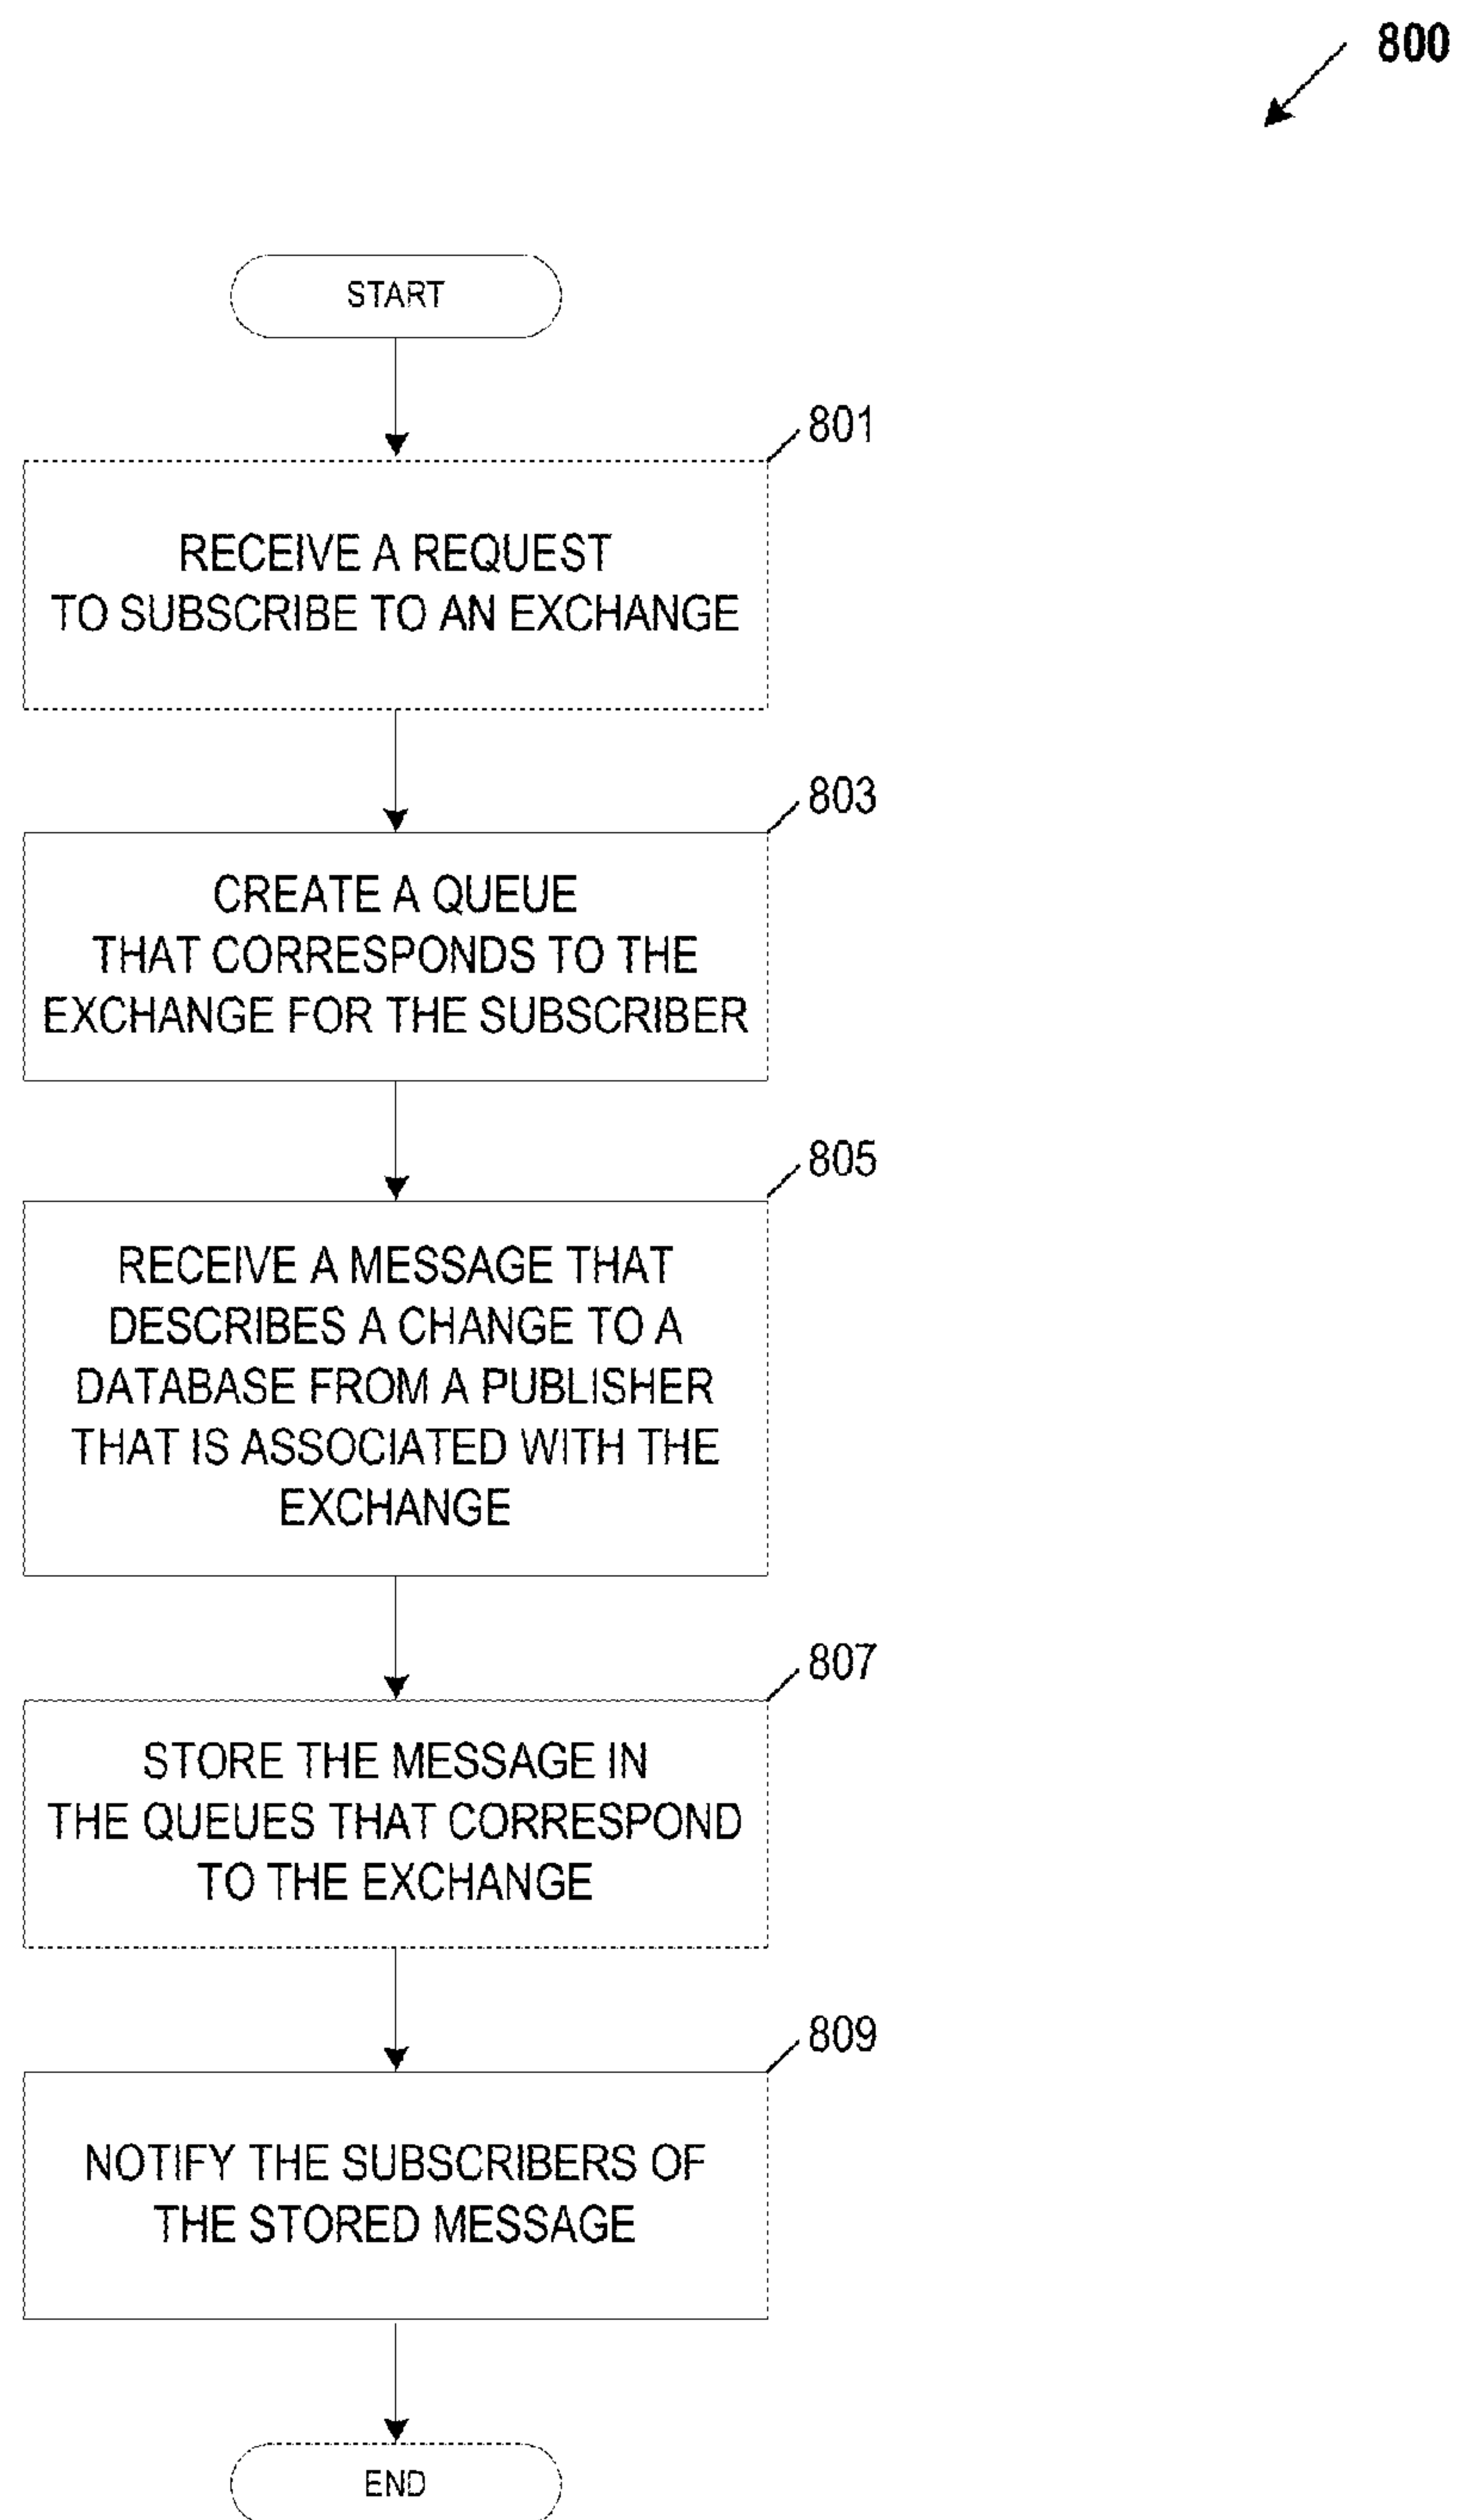 800
START
801
RECEIVE A REQUEST
TO SUBSCRIBE TO AN EXCHANGE
803
CREATE A QUEUE
THAT CORRESPONDS TO THE
EXCHANGE FOR THE SUBSCRIBER
805
RECEIVE A MESSAGE THAT
DESCRIBES A CHANGE TO A
DATABASE FROM A PUBLISHER
THAT IS ASSOCIATED WITH THE
EXCHANGE
807
STORE THE MESSAGE IN
THE QUEUES THAT CORRESPOND
TO THE EXCHANGE
809
NOTIFY THE SUBSCRIBERS OF
THE STORED MESSAGE
END